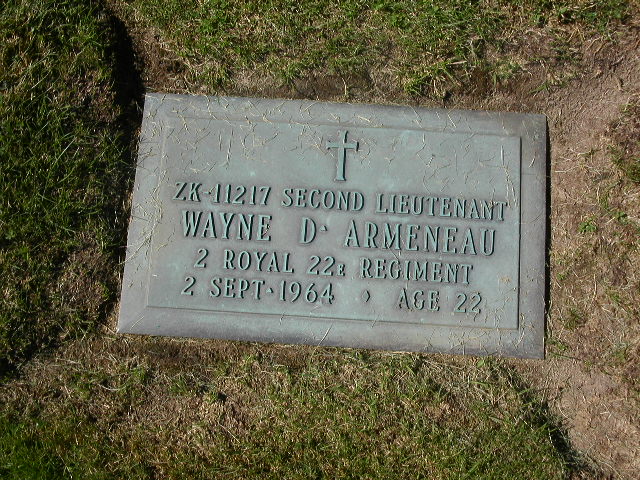 ZK-11217 SECOND LIEUTENANT
WAYNE D· ARMENEAU
2 ROYAL 22E REGIMENT
2 SEPT·1964 ◊ AGE 22